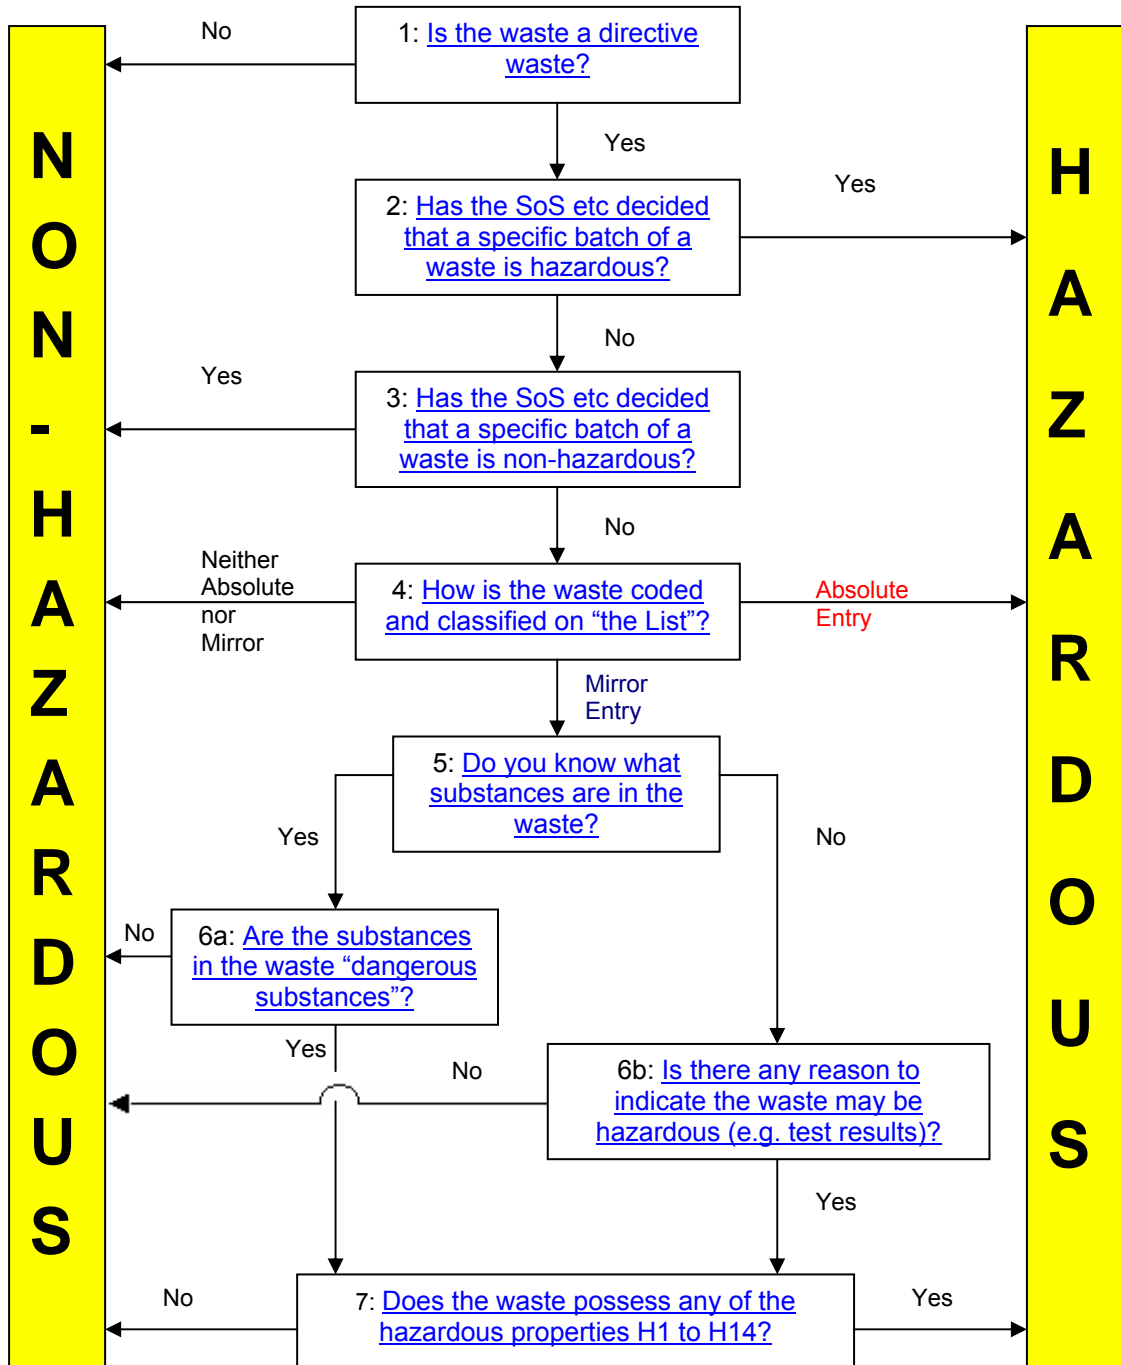 No
1: Is the waste a directive
waste?
Yes
2: Has the SoS etc decided
that a specific batch of a
waste is hazardous?
Yes
No
Yes
3: Has the SoS etc decided
that a specific batch of a
waste is non-hazardous?
No
Neither
Absolute
nor
Mirror
4: How is the waste coded
and classified on “the List”?
Absolute
Entry
Mirror
Entry
5: Do you know what
substances are in the
waste?
Yes
No
No
6a: Are the substances
in the waste “dangerous
substances”?
Yes
No
6b: Is there any reason to
indicate the waste may be
hazardous (e.g. test results)?
Yes
No
7: Does the waste possess any of the
hazardous properties H1 to H14?
Yes
NON-HAZARDOUS
HAZARDOUS